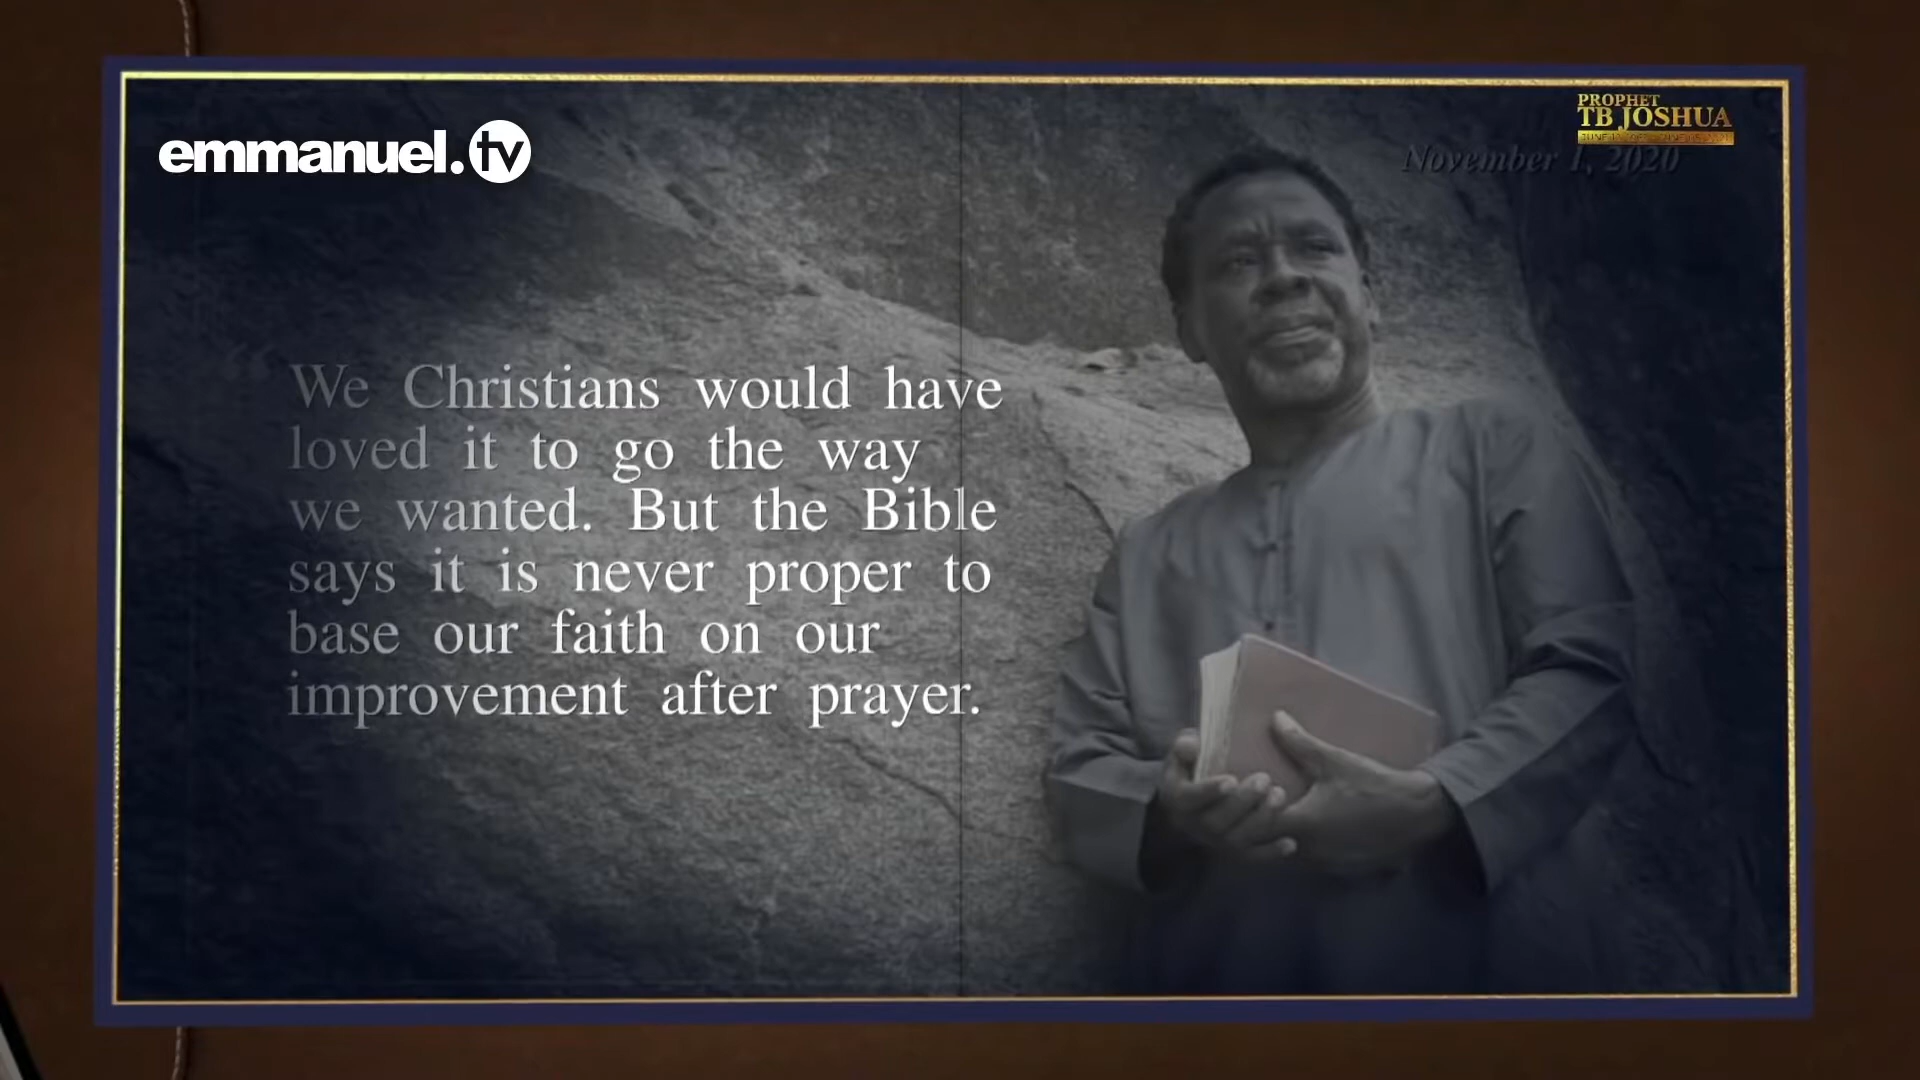 emmanuel.tv
PROPHET
TB JOSHUA
November 1, 2020
“ We Christians would have
loved it to go the way
we wanted. But the Bible
says it is never proper to
base our faith on our
improvement after prayer.